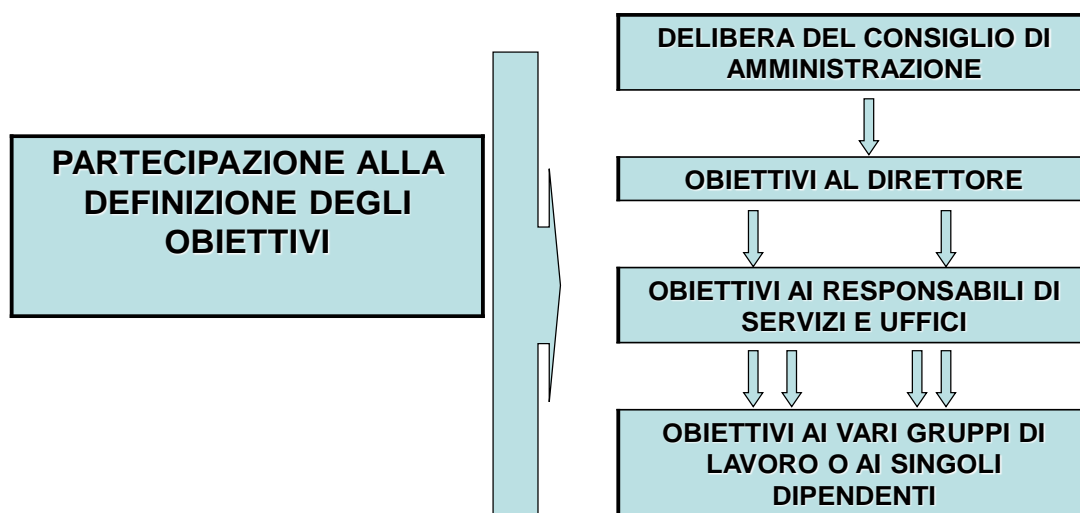 PARTECIPAZIONE ALLA
DEFINIZIONE DEGLI
OBIETTIVI
DELIBERA DEL CONSIGLIO DI
AMMINISTRAZIONE
OBIETTIVI AL DIRETTORE
OBIETTIVI AI RESPONSABILI DI
SERVIZI E UFFICI
OBIETTIVI AI VARI GRUPPI DI
LAVORO O AI SINGOLI
DIPENDENTI